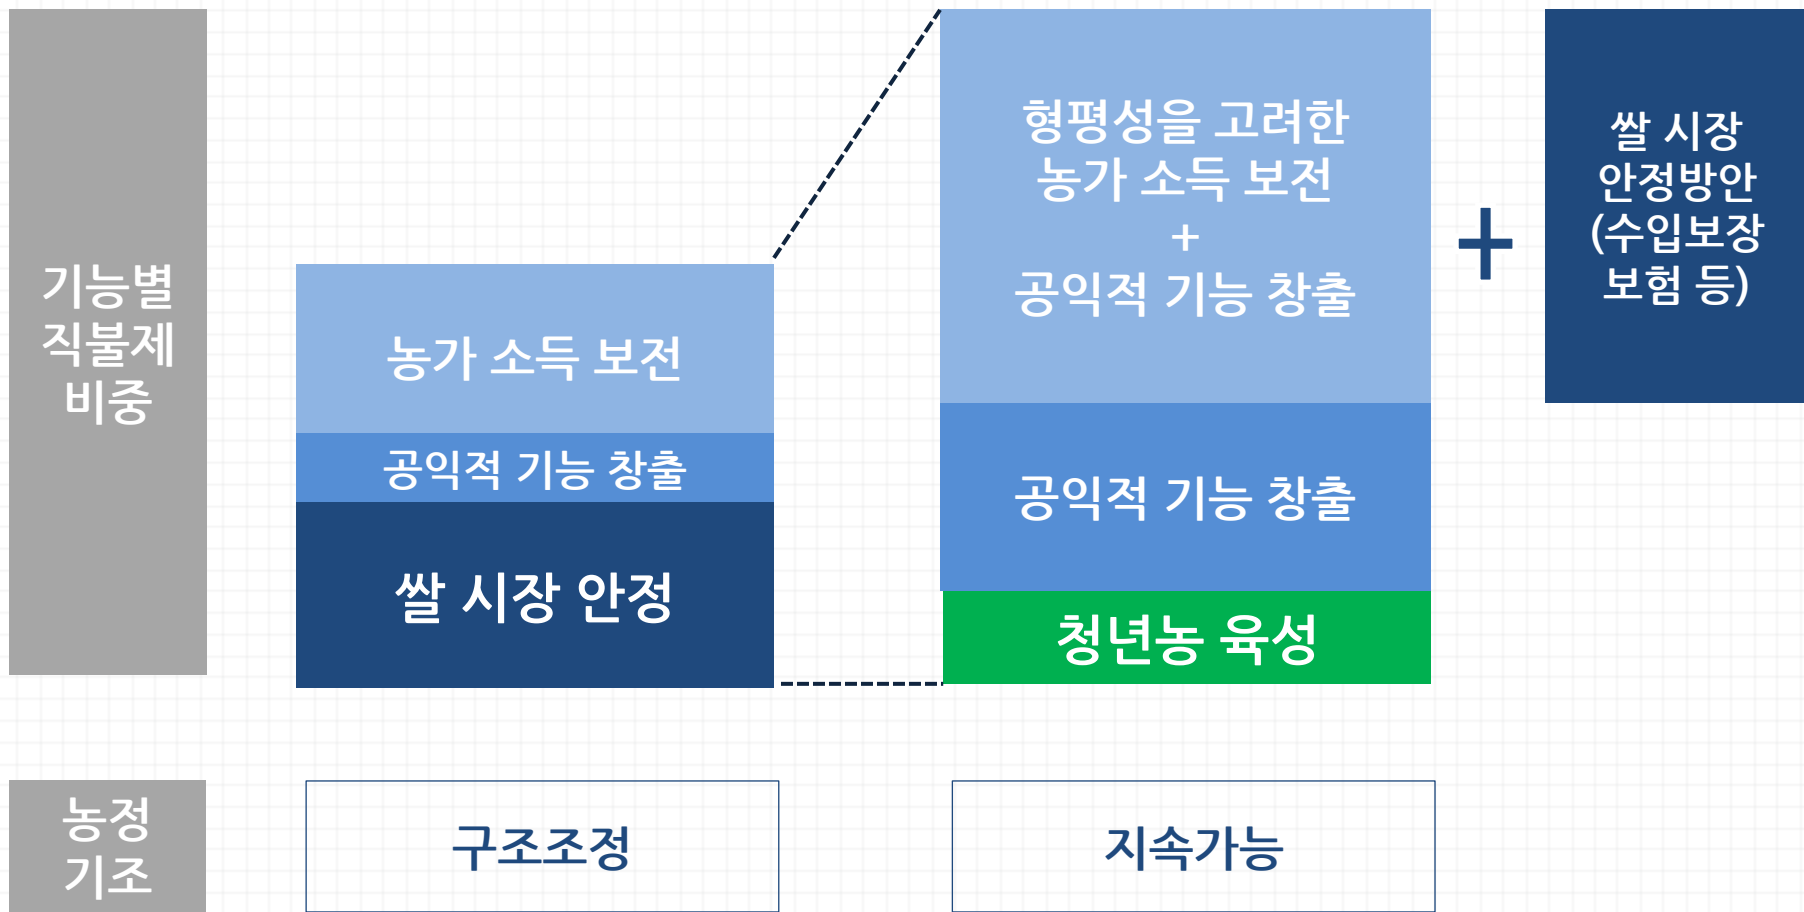 기능별
직불제
비중
농가 소득 보전
공익적 기능 창출
쌀 시장 안정
형평성을 고려한
농가 소득 보전
+
공익적 기능 창출
공익적 기능 창출
청년농 육성
+
쌀 시장
안정방안
(수입보장
보험 등)
농정
기조
구조조정
지속가능